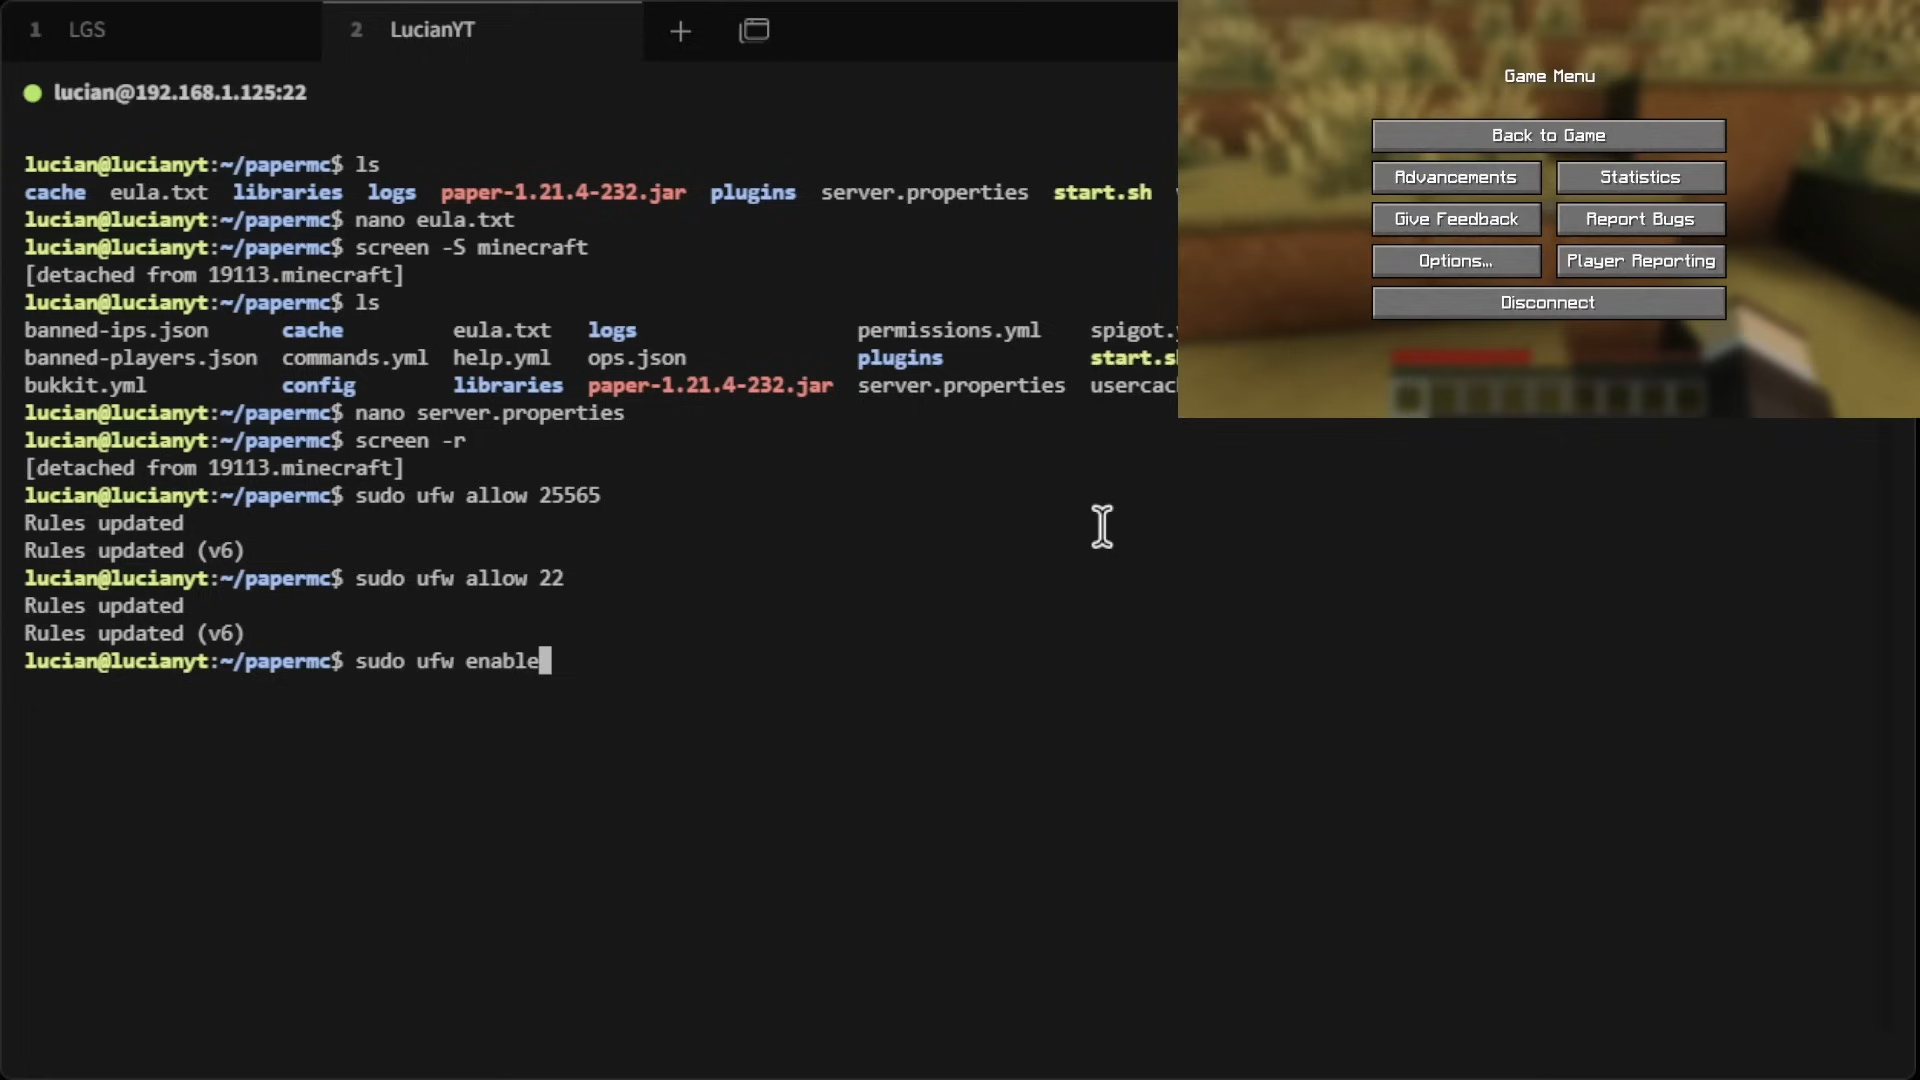 1 LGS 2 LucianYT +
lucian@192.168.1.125:22
lucian@lucianyt:~/papermc$ ls
cache eula.txt libraries logs paper-1.21.4-232.jar plugins server.properties start.sh
lucian@lucianyt:~/papermc$ nano eula.txt
lucian@lucianyt:~/papermc$ screen -S minecraft
[detached from 19113.minecraft]
lucian@lucianyt:~/papermc$ ls
banned-ips.json cache eula.txt logs permissions.yml spigot.
banned-players.json commands.yml help.yml ops.json plugins start.s
bukkit.yml config libraries paper-1.21.4-232.jar server.properties usercac
lucian@lucianyt:~/papermc$ nano server.properties
lucian@lucianyt:~/papermc$ screen -r
[detached from 19113.minecraft]
lucian@lucianyt:~/papermc$ sudo ufw allow 25565
Rules updated
Rules updated (v6)
lucian@lucianyt:~/papermc$ sudo ufw allow 22
Rules updated
Rules updated (v6)
lucian@lucianyt:~/papermc$ sudo ufw enable
Game Menu
Back to Game
Advancements Statistics
Give Feedback Report Bugs
Options... Player Reporting
Disconnect